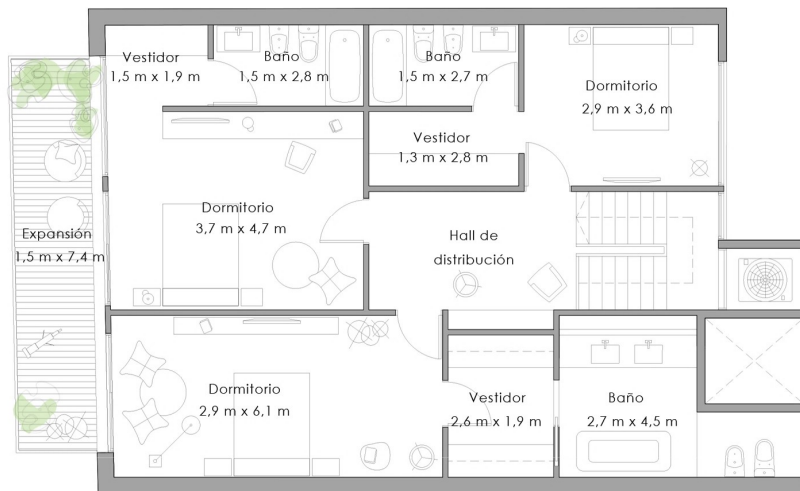 Vestidor
1,5 m x 1,9 m
Baño
1,5 m x 2,8 m
Baño
1,5 m x 2,7 m
Dormitorio
2,9 m x 3,6 m
Vestidor
1,3 m x 2,8 m
Dormitorio
3,7 m x 4,7 m
Expansión
1,5 m x 7,4 m
Hall de
distribución
Dormitorio
2,9 m x 6,1 m
Vestidor
2,6 m x 1,9 m
Baño
2,7 m x 4,5 m